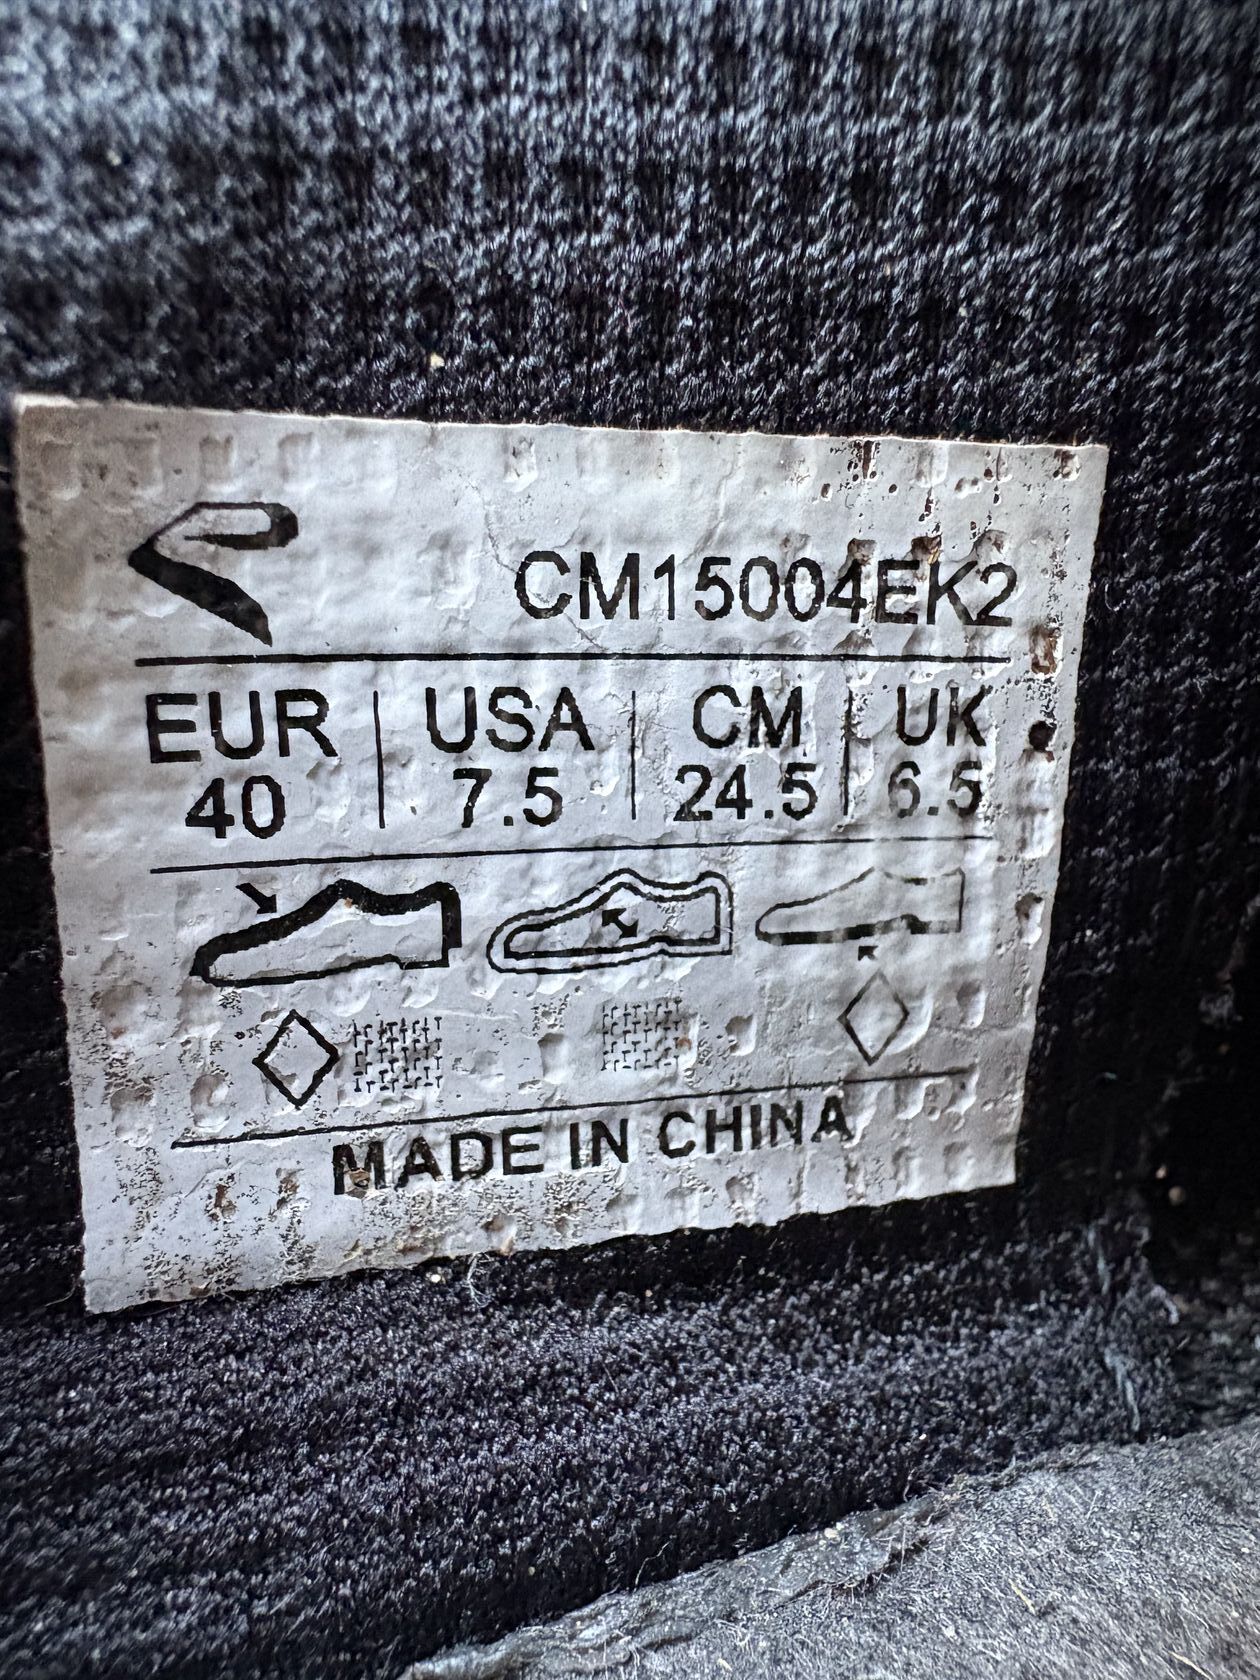 CM15004EK2
EUR | USA | CM | UK
40 | 7.5 | 24.5 | 6.5
MADE IN CHINA